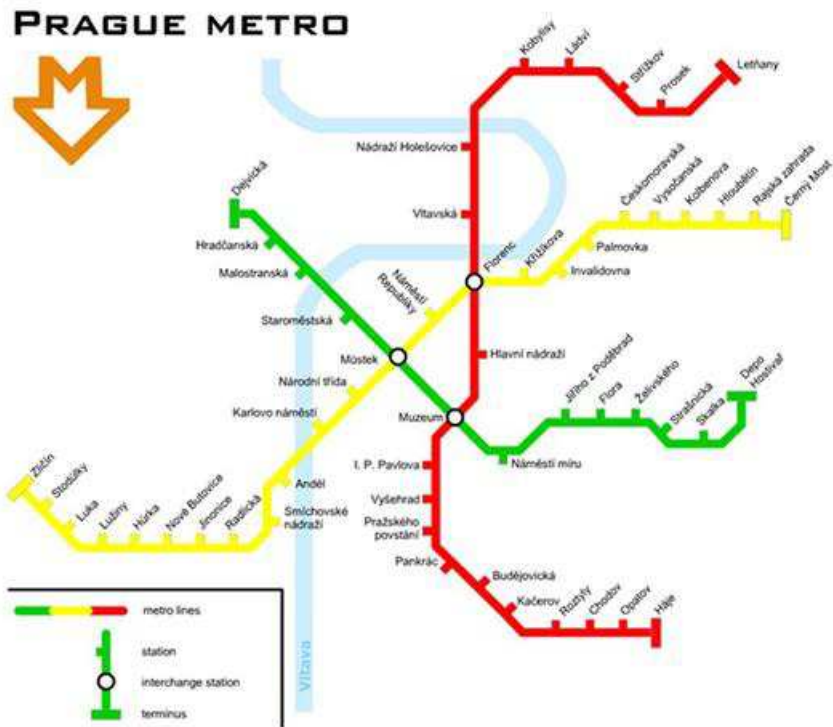 PRAGUE METRO
Kobylisy
Ládví
Střížkov
Prosek
Letňany
Nádraží Holešovice
Vltavská
Dejvická
Hradčanská
Malostranská
Staroměstská
Můstek
Náměstí
Republiky
Florenc
Křižíkova
Invalidovna
Palmovka
Českomoravská
Vysočanská
Kolbenova
Hloubětín
Rajská zahrada
Černý Most
Národní třída
Karlovo náměstí
Hlavní nádraží
Muzeum
Jiřího z Poděbrad
Flora
Želivského
Strašnická
Skalka
Depo
Hostivař
Náměstí míru
I. P. Pavlova
Vyšehrad
Pražského
povstání
Pankrác
Budějovická
Kačerov
Roztyly
Chodov
Opatov
Háje
Zličín
Stodůlky
Luka
Lužiny
Hůrka
Nové Butovice
Jinonice
Radlická
Anděl
Smíchovské
nádraží
metro lines
station
interchange station
terminus
Vltava